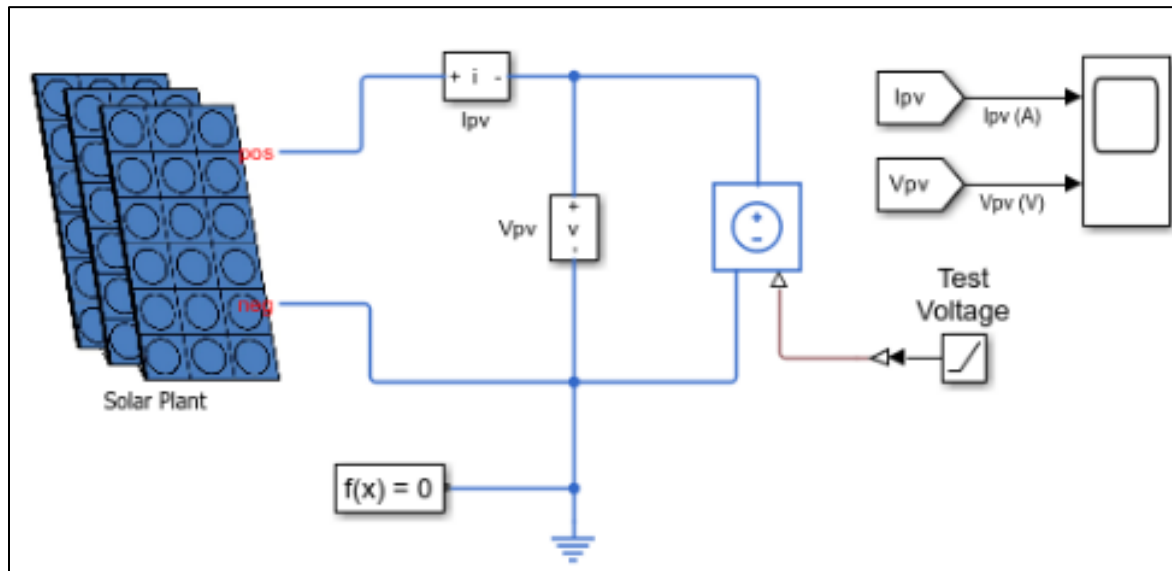 + i -
Ipv
pos
Vpv
+
v
-
neg
Solar Plant
f(x) = 0
+
-
Ipv
Ipv (A)
Vpv
Vpv (V)
Test
Voltage